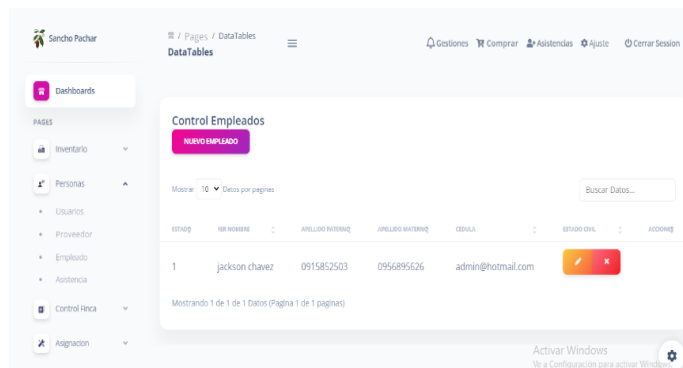 Sancho Pachar
/ Pages / DataTables
DataTables
Gestiones Comprar Asistencias Ajuste Cerrar Session
Dashboards
PAGES
Inventario
Personas
Usuarios
Proveedor
Empleado
Asistencia
Control Finca
Asignacion
Control Empleados
NUEVO EMPLEADO
Mostrar 10 Datos por paginas
Buscar Datos...
ESTADO 1ER NOMBRE APELLIDO PATERNO APELLIDO MATERNO CEDULA ESTADO CIVIL ACCIONES
1 jackson chavez 0915852503 0956895626 admin@hotmail.com
Mostrando 1 de 1 de 1 Datos (Pagina 1 de 1 paginas)
Activar Windows
Ve a Configuración para activar Windows.